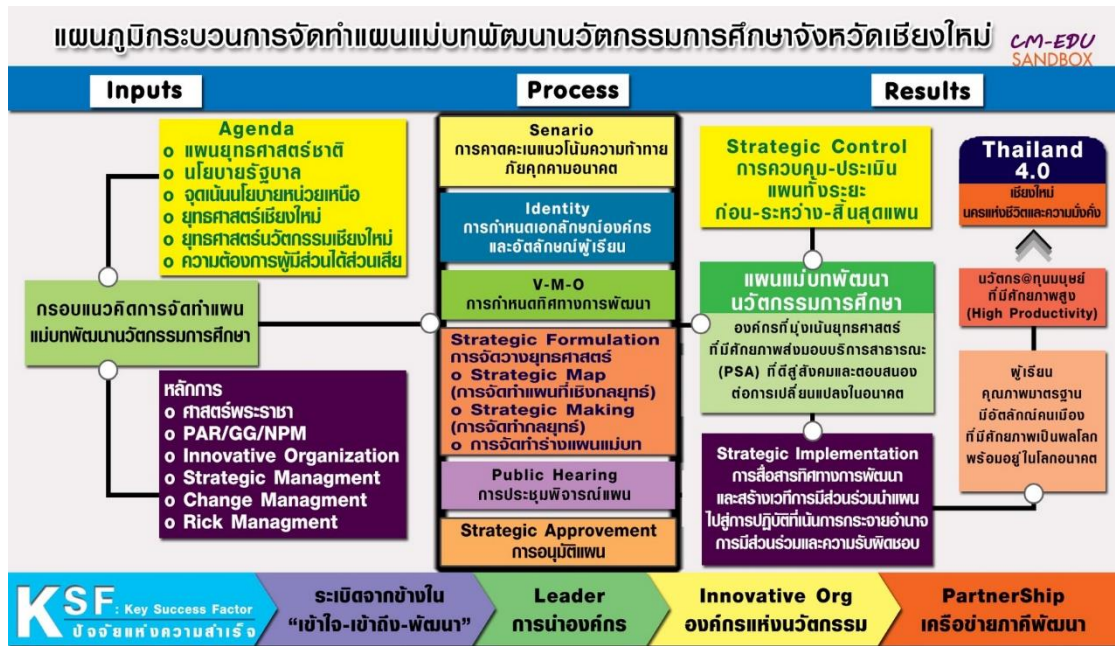 แผนภูมิกระบวนการจัดทำแผนแม่บทพัฒนานวัตกรรมการศึกษาจังหวัดเชียงใหม่
CM-EDU
SANDBOX
Inputs
Process
Results
Agenda
o แผนยุทธศาสตร์ชาติ
o นโยบายรัฐบาล
o จุดเน้นนโยบายหน่วยเหนือ
o ยุทธศาสตร์เชียงใหม่
o ยุทธศาสตร์นวัตกรรมเชียงใหม่
o ความต้องการผู้มีส่วนได้ส่วนเสีย
กรอบแนวคิดการจัดทำแผน
แม่บทพัฒนานวัตกรรมการศึกษา
หลักการ
o ศาสตร์พระราชา
o PAR/GG/NPM
o Innovative Organization
o Strategic Managment
o Change Managment
o Rick Managment
Senario
การคาดคะเนแนวโน้มความท้าทาย
ภัยคุกคามอนาคต
Identity
การกำหนดเอกลักษณ์องค์กร
และอัตลักษณ์ผู้เรียน
V-M-O
การกำหนดทิศทางการพัฒนา
Strategic Formulation
การจัดวางยุทธศาสตร์
o Strategic Map
(การจัดทำแผนที่เชิงกลยุทธ์)
o Strategic Making
(การจัดทำกลยุทธ์)
o การจัดทำร่างแผนแม่บท
Public Hearing
การประชุมพิจารณ์แผน
Strategic Approvement
การอนุมัติแผน
Strategic Control
การควบคุม-ประเมิน
แผนทั้งระยะ
ก่อน-ระหว่าง-สิ้นสุดแผน
แผนแม่บทพัฒนา
นวัตกรรมการศึกษา
องค์กรที่มุ่งเน้นยุทธศาสตร์
ที่มีศักยภาพส่งมอบบริการสาธารณะ
(PSA) ที่ดีสู่สังคมและตอบสนอง
ต่อการเปลี่ยนแปลงในอนาคต
Strategic Implementation
การสื่อสารทิศทางการพัฒนา
และสร้างเวทีการมีส่วนร่วมนำแผน
ไปสู่การปฏิบัติที่เน้นการกระจายอำนาจ
การมีส่วนร่วมและความรับผิดชอบ
Thailand
4.0
เชียงใหม่
นครแห่งชีวิตและความมั่งคั่ง
นวัตกร@ทุนมนุษย์
ที่มีศักยภาพสูง
(High Productivity)
ผู้เรียน
คุณภาพมาตรฐาน
มีอัตลักณ์คนเมือง
ที่มีศักยภาพเป็นพลโลก
พร้อมอยู่ในโลกอนาคต
KSF: Key Success Factor
ปัจจัยแห่งความสำเร็จ
ระเบิดจากข้างใน
"เข้าใจ-เข้าถึง-พัฒนา"
Leader
การนำองค์กร
Innovative Org
องค์กรแห่งนวัตกรรม
PartnerShip
เครือข่ายภาคีพัฒนา